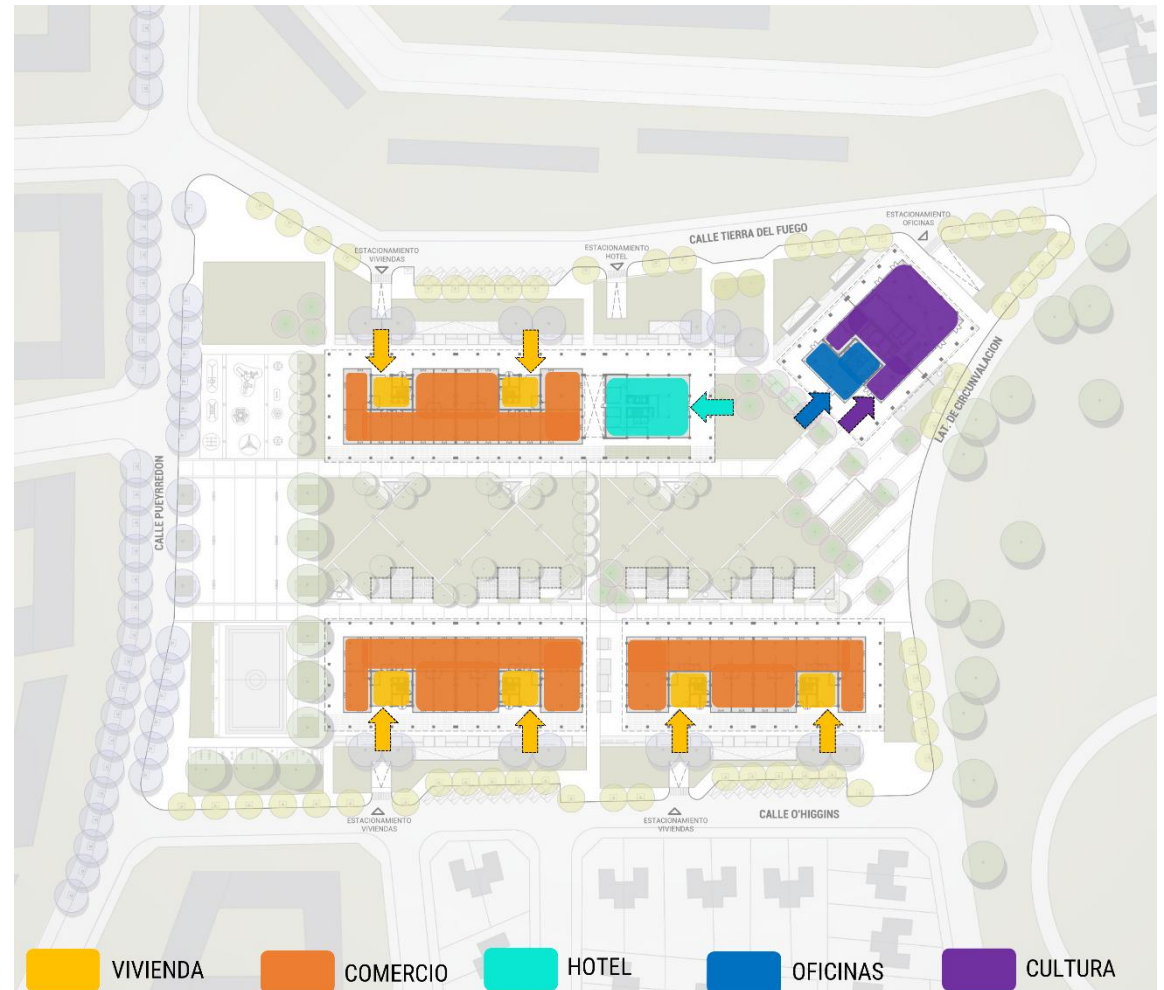 ESTACIONAMIENTO
OFICINAS
CALLE TIERRA DEL FUEGO
ESTACIONAMIENTO
VIVIENDAS
ESTACIONAMIENTO
HOTEL
LAT. DE CIRCUNVALACION
CALLE PUEYRREDON
ESTACIONAMIENTO
VIVIENDAS
ESTACIONAMIENTO
VIVIENDAS
CALLE O'HIGGINS
VIVIENDA
COMERCIO
HOTEL
OFICINAS
CULTURA